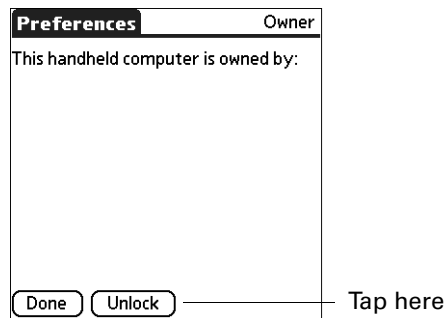 Preferences Owner
This handheld computer is owned by:
Done Unlock Tap here